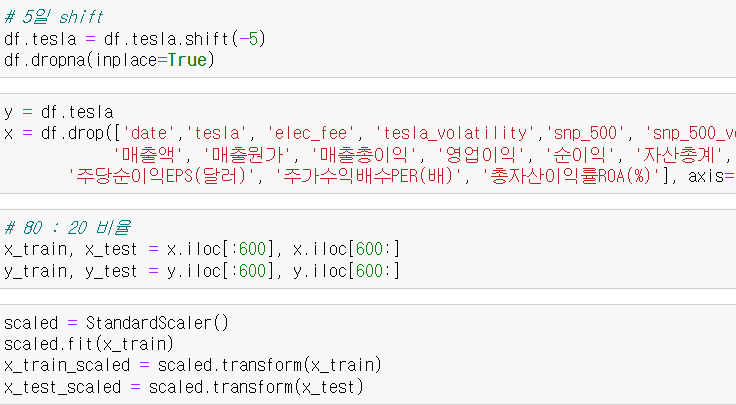 # 5일 shift
df.tesla = df.tesla.shift(-5)
df.dropna(inplace=True)
y = df.tesla
x = df.drop(['date','tesla', 'elec_fee', 'tesla_volatility','snp_500', 'snp_500_vo
'매출액', '매출원가', '매출총이익', '영업이익', '순이익', '자산총계',
'주당순이익EPS(달러)', '주가수익배수PER(배)', '총자산이익률ROA(%)'], axis=
# 80 : 20 비율
x_train, x_test = x.iloc[:600], x.iloc[600:]
y_train, y_test = y.iloc[:600], y.iloc[600:]
scaled = StandardScaler()
scaled.fit(x_train)
x_train_scaled = scaled.transform(x_train)
x_test_scaled = scaled.transform(x_test)